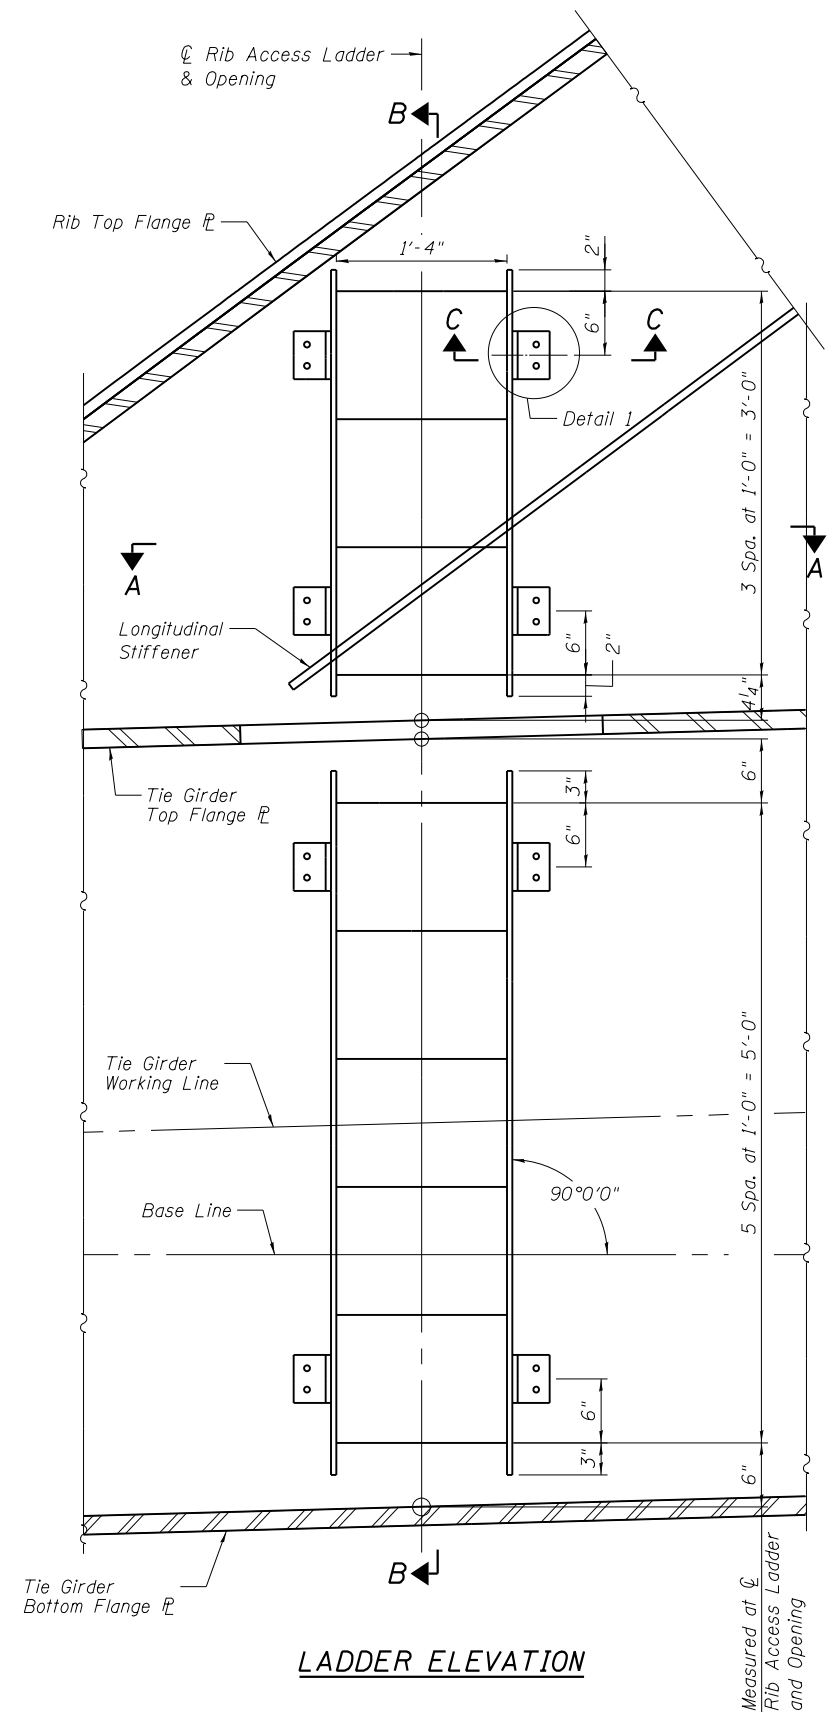 ℄ Rib Access Ladder
& Opening
B
Rib Top Flange ℙL
1'-4"
2"
6"
C
C
Detail 1
3 Spa. at 1'-0" = 3'-0"
A
A
Longitudinal
Stiffener
6"
2"
4¼"
Tie Girder
Top Flange ℙL
3"
6"
6"
Tie Girder
Working Line
5 Spa. at 1'-0" = 5'-0"
90°0'0"
Base Line
6"
3"
6"
Tie Girder
Bottom Flange ℙL
B
Measured at ℄
Rib Access Ladder
and Opening
LADDER ELEVATION